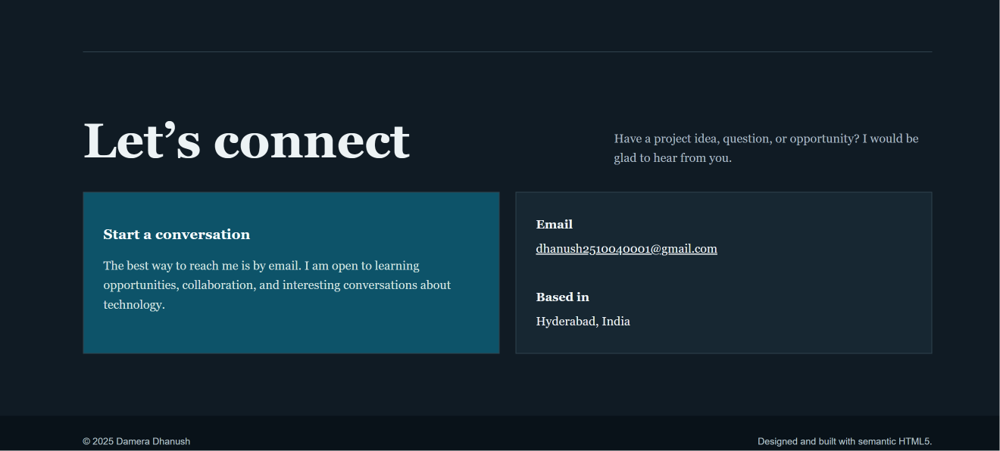 Let’s connect
Have a project idea, question, or opportunity? I would be
glad to hear from you.
Start a conversation
The best way to reach me is by email. I am open to learning
opportunities, collaboration, and interesting conversations about
technology.
Email
dhanush2510040001@gmail.com
Based in
Hyderabad, India
© 2025 Damera Dhanush
Designed and built with semantic HTML5.